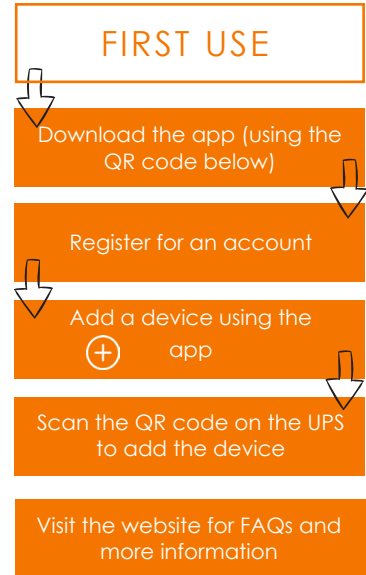 FIRST USE
Download the app (using the
QR code below)
Register for an account
Add a device using the
app
Scan the QR code on the UPS
to add the device
Visit the website for FAQs and
more information